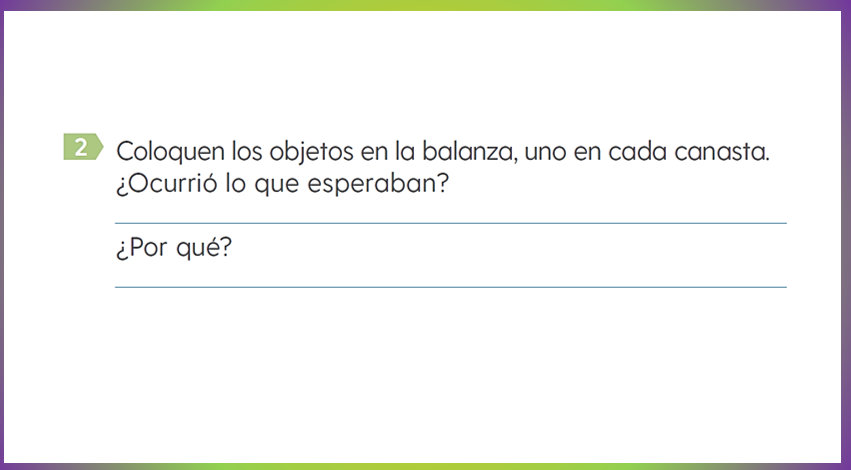 2 Coloquen los objetos en la balanza, uno en cada canasta.
¿Ocurrió lo que esperaban?
¿Por qué?